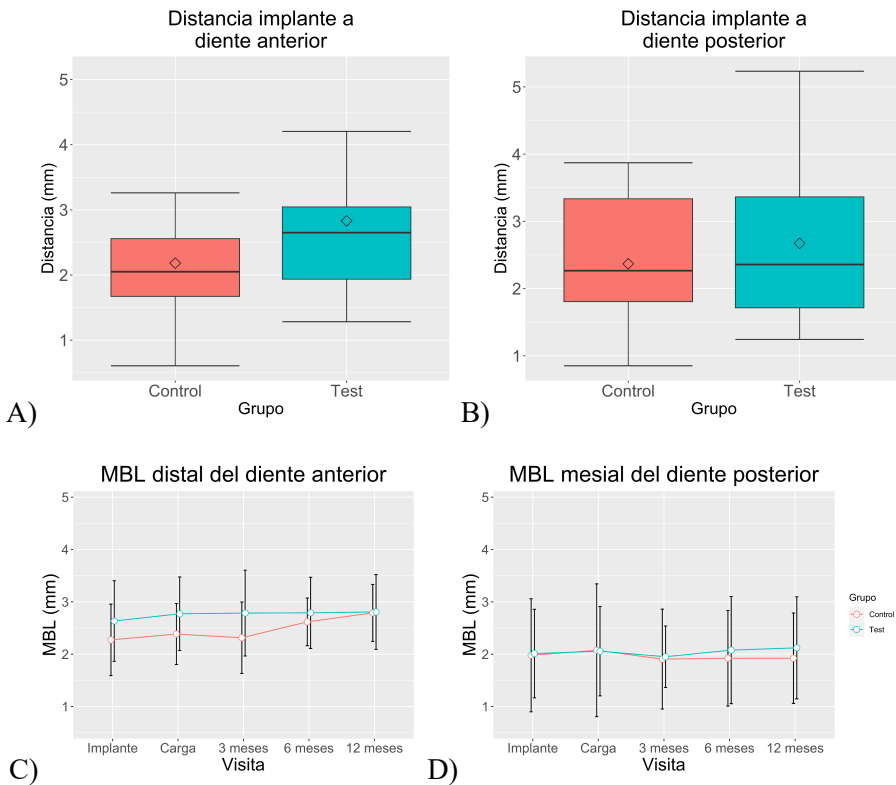 Distancia implante a
diente anterior
Distancia (mm)
5
4
3
2
1
Control
Test
Grupo
A)
Distancia implante a
diente posterior
Distancia (mm)
5
4
3
2
1
Control
Test
Grupo
B)
MBL distal del diente anterior
MBL (mm)
5
4
3
2
1
Implante
Carga
3 meses
6 meses
12 meses
Visita
C)
MBL mesial del diente posterior
MBL (mm)
5
4
3
2
1
Implante
Carga
3 meses
6 meses
12 meses
Visita
D)
Grupo
Control
Test